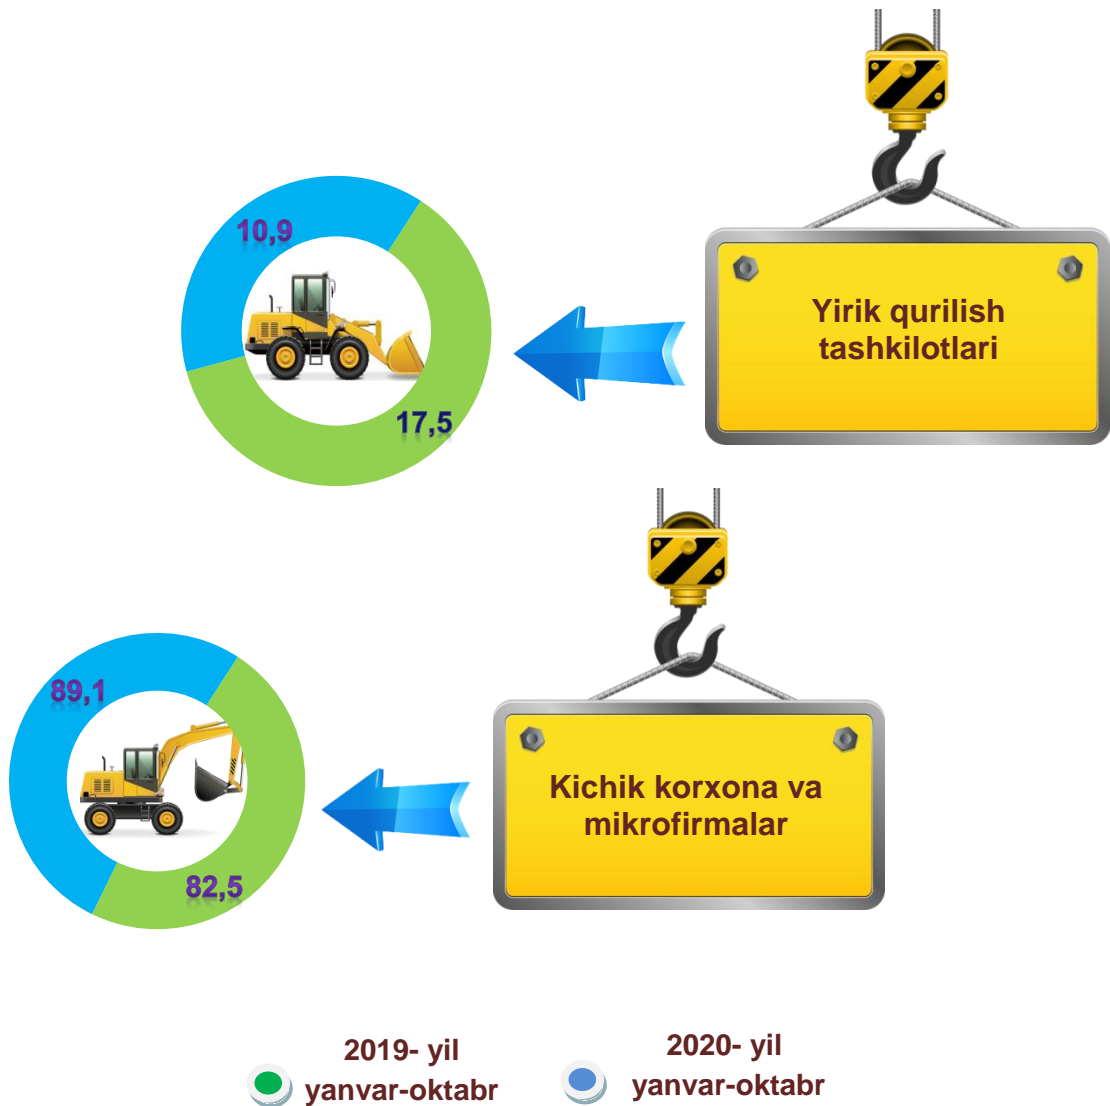 10,9
17,5
Yirik qurilish
tashkilotlari
89,1
82,5
Kichik korxona va
mikrofirmalar
2019- yil
yanvar-oktabr
2020- yil
yanvar-oktabr